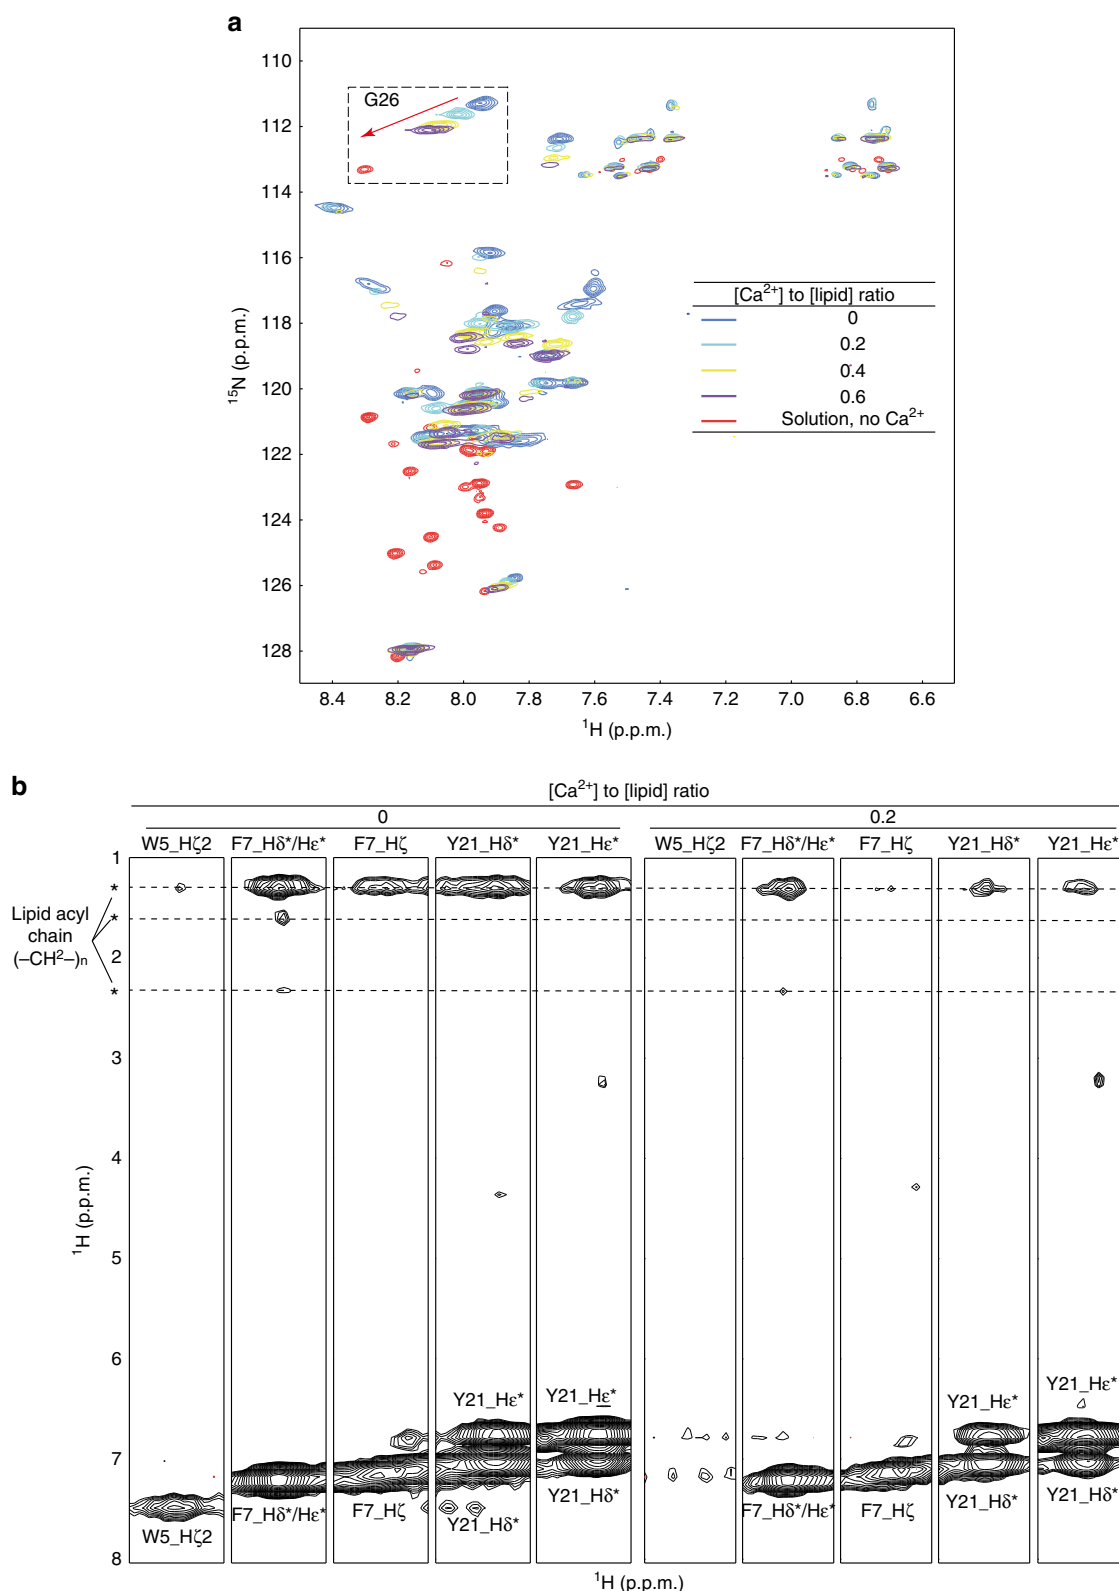 a
110
112
114
116
118
120
122
124
126
128
¹⁵N (p.p.m.)
G26
[Ca²⁺] to [lipid] ratio
0
0.2
0.4
0.6
Solution, no Ca²⁺
8.4 8.2 8.0 7.8 7.6 7.4 7.2 7.0 6.8 6.6
¹H (p.p.m.)
b
[Ca²⁺] to [lipid] ratio
0 0.2
W5_Hζ2 F7_Hδ*/Hε* F7_Hζ Y21_Hδ* Y21_Hε* W5_Hζ2 F7_Hδ*/Hε* F7_Hζ Y21_Hδ* Y21_Hε*
1
*
Lipid acyl
chain
(–CH²–)n
*
2
*
3
4
5
6
7
8
¹H (p.p.m.)
Y21_Hε* Y21_Hε* Y21_Hε* Y21_Hε*
W5_Hζ2 F7_Hδ*/Hε* F7_Hζ Y21_Hδ* Y21_Hδ* F7_Hδ*/Hε* F7_Hζ Y21_Hδ* Y21_Hδ*
¹H (p.p.m.)